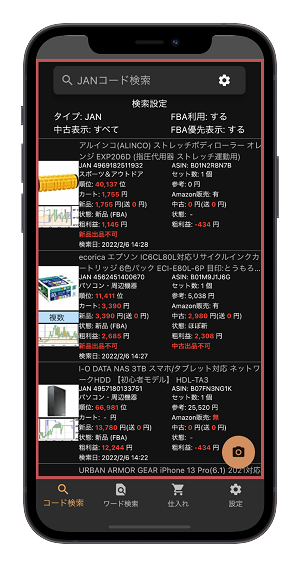 JANコード検索
検索設定
タイプ: JAN
FBA利用: する
中古表示: すべて
FBA優先表示: する
アルインコ(ALINCO) ストレッチボディローラー オレ
ンジ EXP206D (指圧代用器 ストレッチ運動用)
JAN 4969182511932
ASIN: B01N2R8N7B
スポーツ&アウトドア
セット数: 1 個
順位: 40,137 位
参考: 0 円
カート: 1,755 円
Amazon販売: 有
新品: 1,755 円(送 0 円)
状態: 新品 (FBA)
状態: -
粗利益: 1,145 円
粗利益: -434 円
新品出品不可
検索日: 2022/2/6 14:28
ecorica エプソン IC6CL80L対応リサイクルインクカ
ートリッジ 6色パック ECI-E80L-6P 目印:とうもろ...
JAN 4562451400670
ASIN: B01M9J1J6G
パソコン・周辺機器
セット数: 1 個
順位: 11,411 位
参考: 5,038 円
カート: 3,390 円
Amazon販売: 有
複数
新品: 3,390 円(送 0 円)
中古: 2,980 円(送 0 円)
状態: 新品 (FBA)
状態: ほぼ新
粗利益: 2,685 円
粗利益: 2,308 円
新品出品不可
中古出品不可
検索日: 2022/2/6 14:27
I-O DATA NAS 3TB スマホ/タブレット対応 ネットワ
ークHDD 【初心者モデル】 HDL-TA3
JAN 4957180133751
ASIN: B07FN3NG1K
パソコン・周辺機器
セット数: 1 個
順位: 66,981 位
参考: 25,520 円
カート: - 円
Amazon販売: 無
新品: 13,780 円(送 0 円)
状態: 新品 (FBA)
状態: -
粗利益: 12,244 円
粗利益: -434 円
検索日: 2022/2/6 14:22
URBAN ARMOR GEAR iPhone 13 Pro(6.1) 2021対応
コード検索
ワード検索
仕入れ
設定